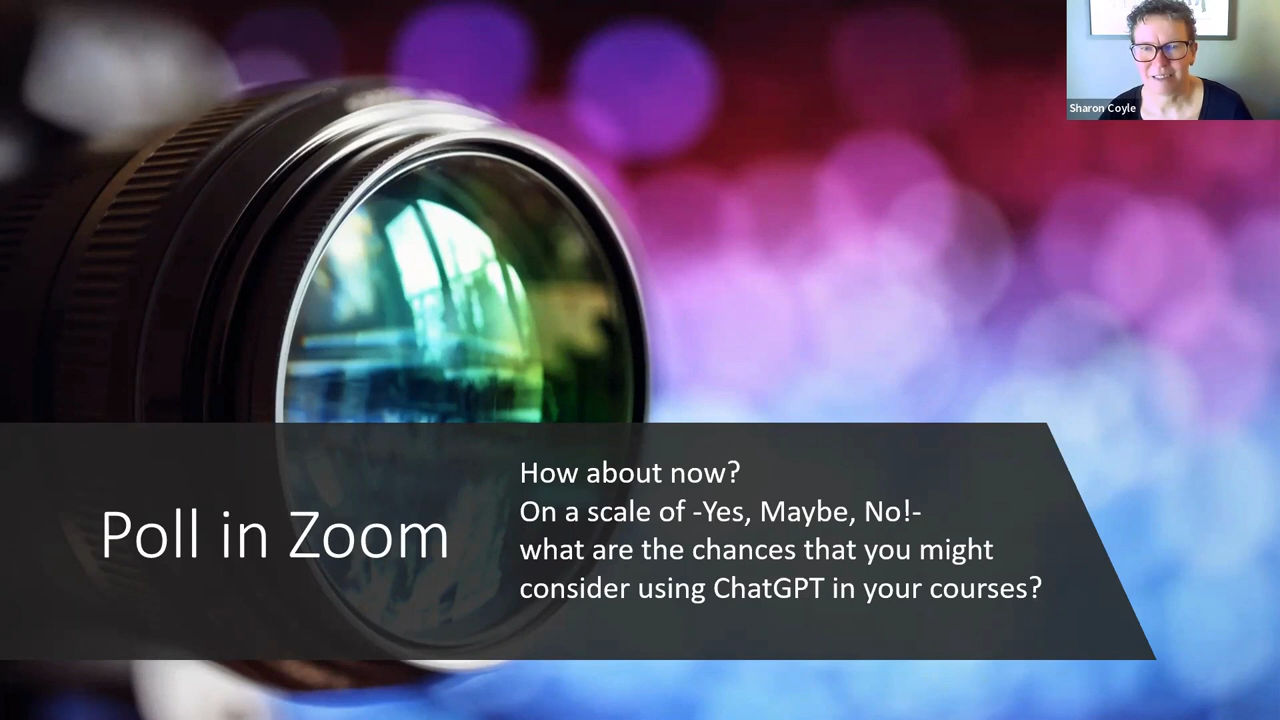 Sharon Coyle
Poll in Zoom
How about now?
On a scale of -Yes, Maybe, No!-
what are the chances that you might
consider using ChatGPT in your courses?